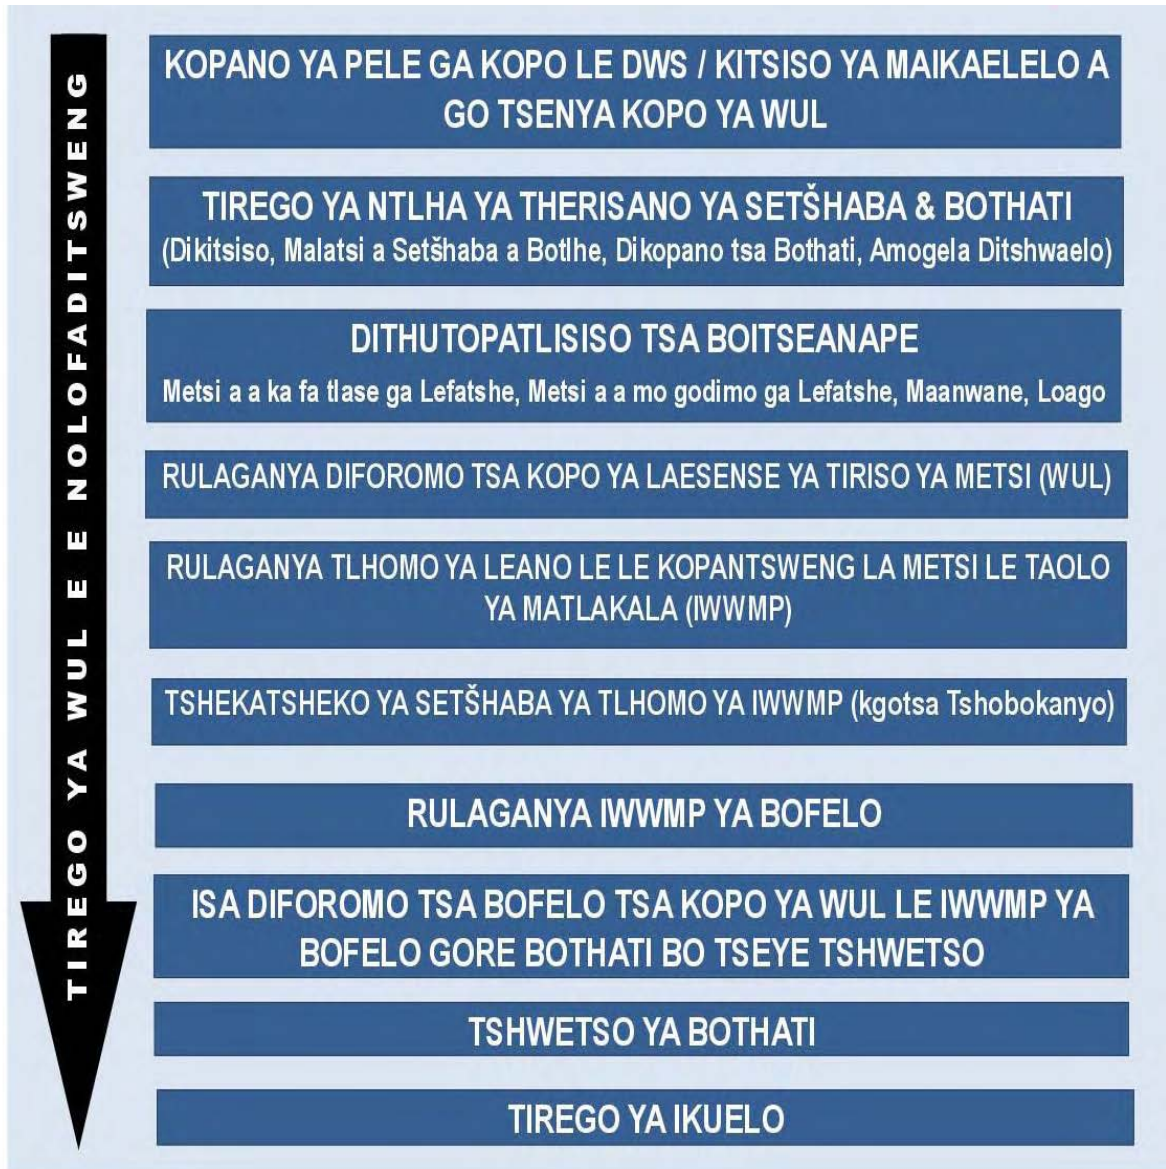 TIREGO YA WUL E E NOLOFADITSWENG
KOPANO YA PELE GA KOPO LE DWS / KITSISO YA MAIKAELELO A
GO TSENYA KOPO YA WUL
TIREGO YA NTLHA YA THERISANO YA SETŠHABA & BOTHATI
(Dikitsiso, Malatsi a Setšhaba a Botlhe, Dikopano tsa Bothati, Amogela Ditshwaelo)
DITHUTOPATLISISO TSA BOITSEANAPE
Metsi a a ka fa tlase ga Lefatshe, Metsi a a mo godimo ga Lefatshe, Maanwane, Loago
RULAGANYA DIFOROMO TSA KOPO YA LAESENSE YA TIRISO YA METSI (WUL)
RULAGANYA TLHOMO YA LEANO LE LE KOPANTSWENG LA METSI LE TAOLO
YA MATLAKALA (IWWMP)
TSHEKATSHEKO YA SETŠHABA YA TLHOMO YA IWWMP (kgotsa Tshobokanyo)
RULAGANYA IWWMP YA BOFELO
ISA DIFOROMO TSA BOFELO TSA KOPO YA WUL LE IWWMP YA
BOFELO GORE BOTHATI BO TSEYE TSHWETSO
TSHWETSO YA BOTHATI
TIREGO YA IKUELO